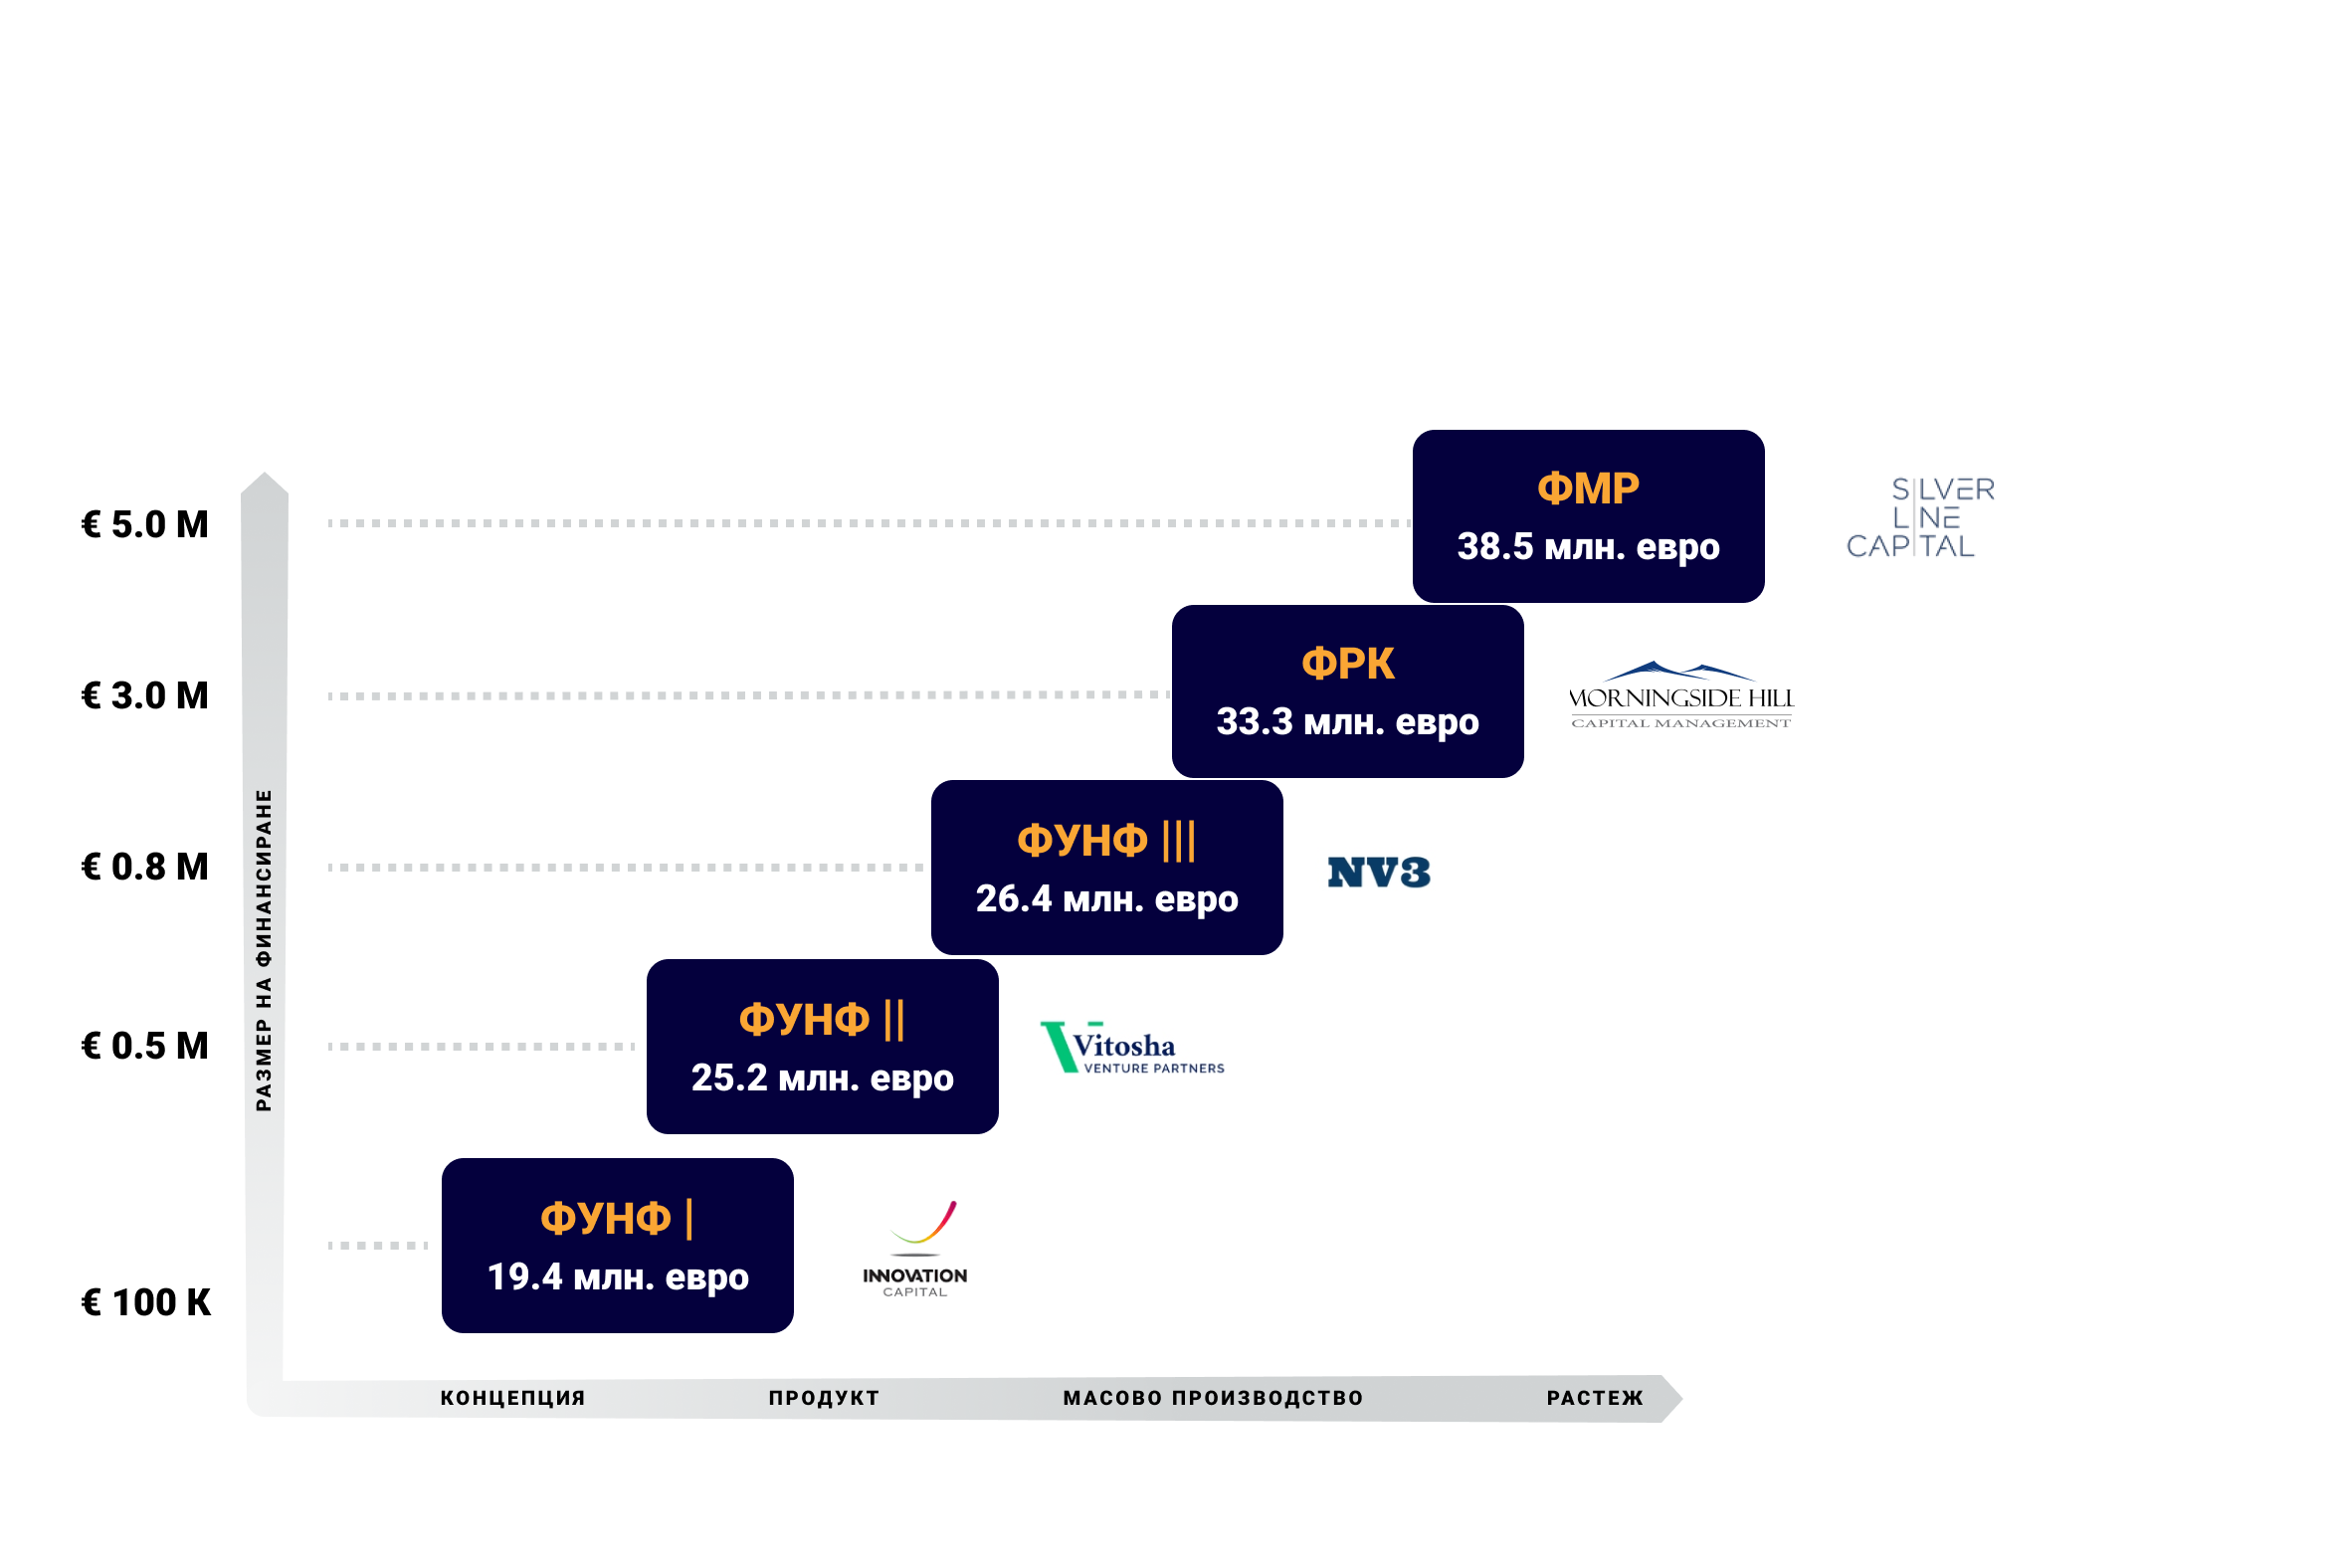 ФМР
38.5 млн. евро
SILVER
LINE
CAPITAL
€ 5.0 M
ФРК
33.3 млн. евро
MORNINGSIDE HILL
CAPITAL MANAGEMENT
€ 3.0 M
ФУНФ |||
26.4 млн. евро
NV3
€ 0.8 M
ФУНФ ||
25.2 млн. евро
Vitosha
VENTURE PARTNERS
€ 0.5 M
ФУНФ |
19.4 млн. евро
INNOVATION
CAPITAL
€ 100 К
РАЗМЕР НА ФИНАНСИРАНЕ
КОНЦЕПЦИЯ ПРОДУКТ МАСОВО ПРОИЗВОДСТВО РАСТЕЖ